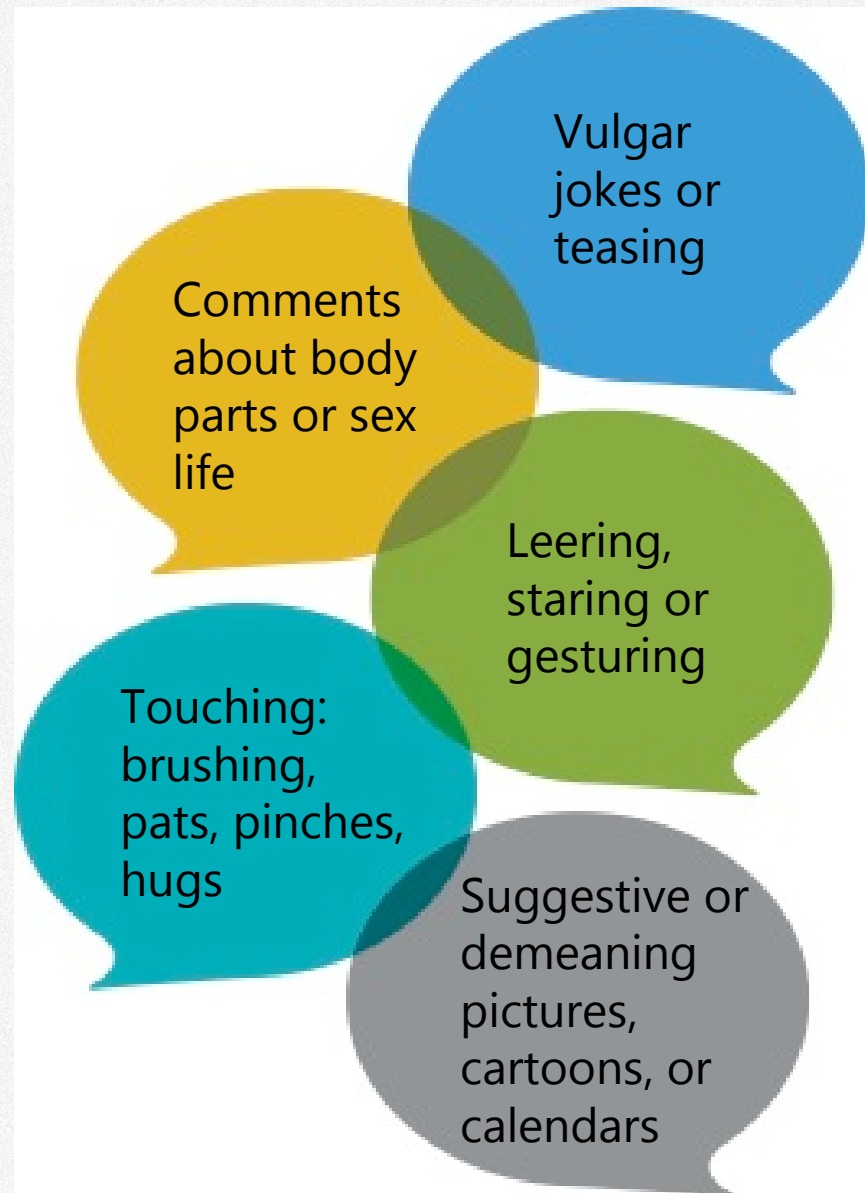 Vulgar
jokes or
teasing
Comments
about body
parts or sex
life
Leering,
staring or
gesturing
Touching:
brushing,
pats, pinches,
hugs
Suggestive or
demeaning
pictures,
cartoons, or
calendars